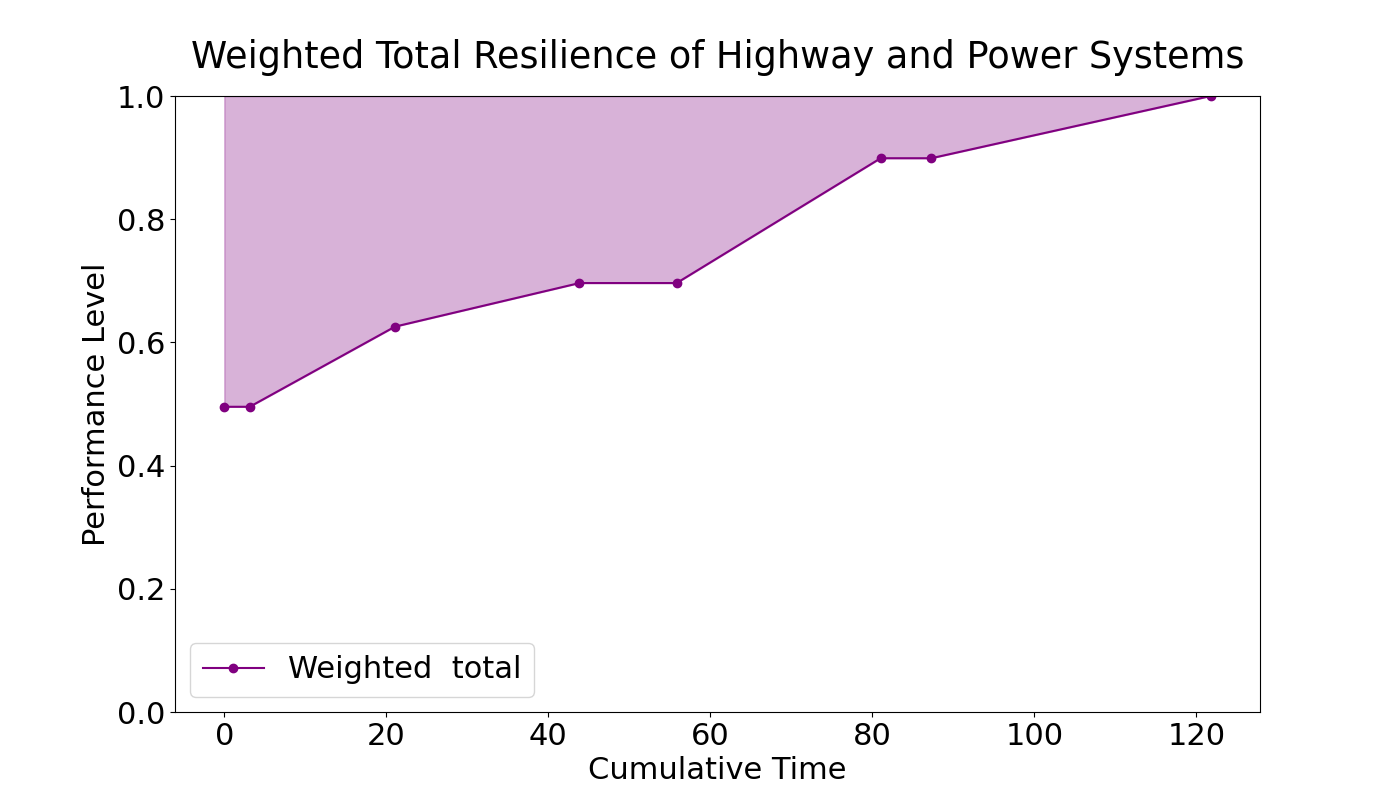 Weighted Total Resilience of Highway and Power Systems
1.0
0.8
0.6
0.4
0.2
0.0
Performance Level
Weighted  total
0 20 40 60 80 100 120
Cumulative Time